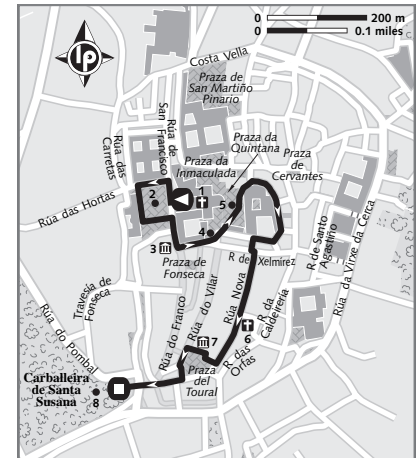 0 200 m
0 0.1 miles
lp
Costa Vella
Praza de
San Martiño
Pinario
Rúa de
San Francisco
Rúa das
Carretas
Praza da
Quintana
Praza da
Inmaculada
Praza
de
Cervantes
Rúa das Hortas
1
2
5
4
3
Praza de
Fonseca
R de Xelmírez
R de Santo
Agostiño
Rúa da Virxe da Cerca
Travesía de
Fonseca
Rúa do Franco
Rúa do Vilar
Rúa Nova
R da
Caldeirería
Rúa do Pombal
7
6
R das
Orfas
Praza
del
Toural
Carballeira
de Santa
Susana
8